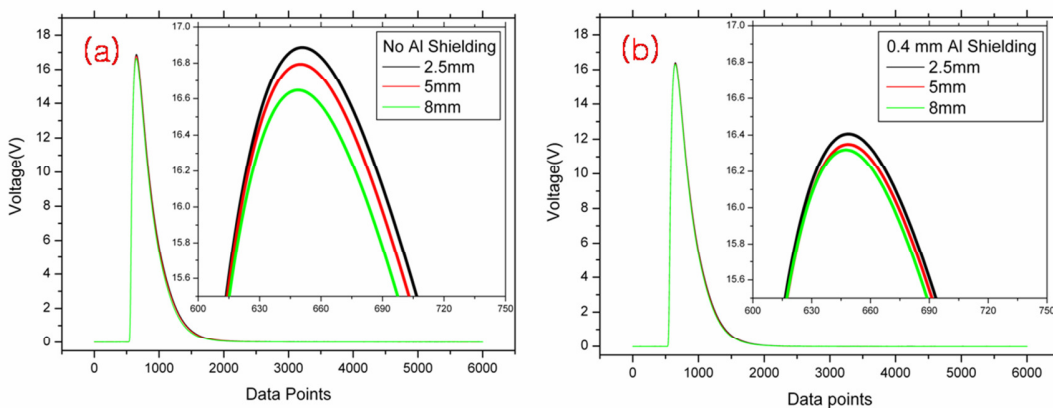 (a)
No Al Shielding
2.5mm
5mm
8mm
Voltage(V)
18
16
14
12
10
8
6
4
2
0
17.0
16.8
16.6
16.4
16.2
16.0
15.8
15.6
600 630 660 690 720 750
0 1000 2000 3000 4000 5000 6000
Data Points
(b)
0.4 mm Al Shielding
2.5mm
5mm
8mm
Voltage(V)
18
16
14
12
10
8
6
4
2
0
17.0
16.8
16.6
16.4
16.2
16.0
15.8
15.6
600 630 660 690 720 750
0 1000 2000 3000 4000 5000 6000
Data points